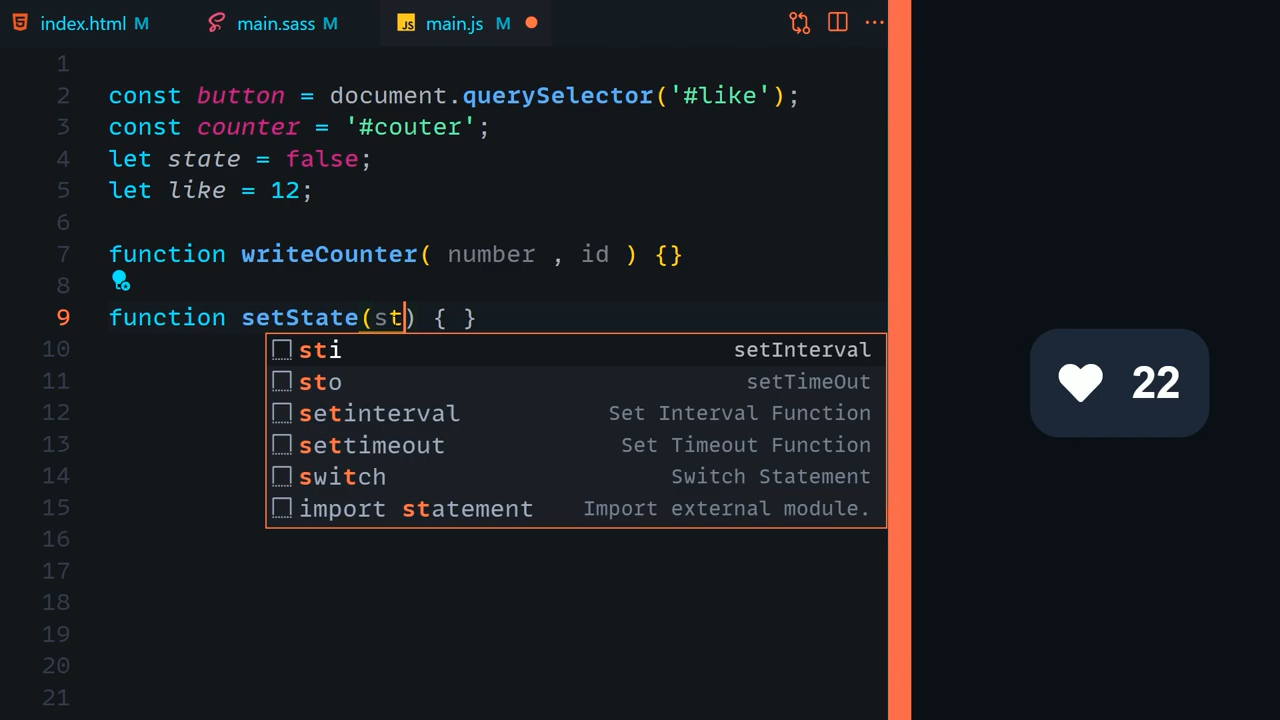 index.html M main.sass M JS main.js M
1
2 const button = document.querySelector('#like');
3 const counter = '#couter';
4 let state = false;
5 let like = 12;
6
7 function writeCounter( number , id ) {}
8
9 function setState(st) { }
10 sti setInterval
11 sto setTimeOut
12 setinterval Set Interval Function
13 settimeout Set Timeout Function
14 switch Switch Statement
15 import statement Import external module.
16
17
18
19
20
21
22